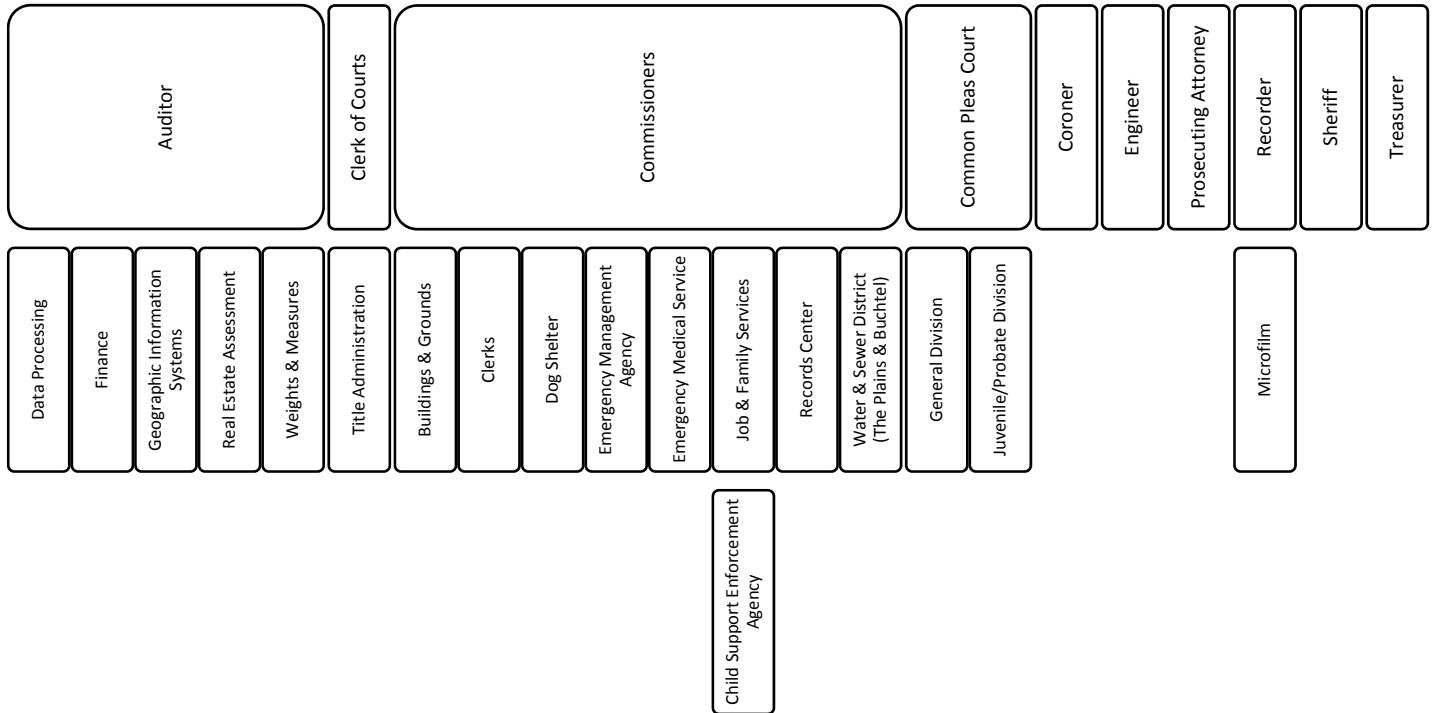 Auditor
Clerk of Courts
Commissioners
Common Pleas Court
Coroner
Engineer
Prosecuting Attorney
Recorder
Sheriff
Treasurer
Data Processing
Finance
Geographic Information
Systems
Real Estate Assessment
Weights & Measures
Title Administration
Buildings & Grounds
Clerks
Dog Shelter
Emergency Management
Agency
Emergency Medical Service
Job & Family Services
Records Center
Water & Sewer District
(The Plains & Buchtel)
General Division
Juvenile/Probate Division
Microfilm
Child Support Enforcement
Agency